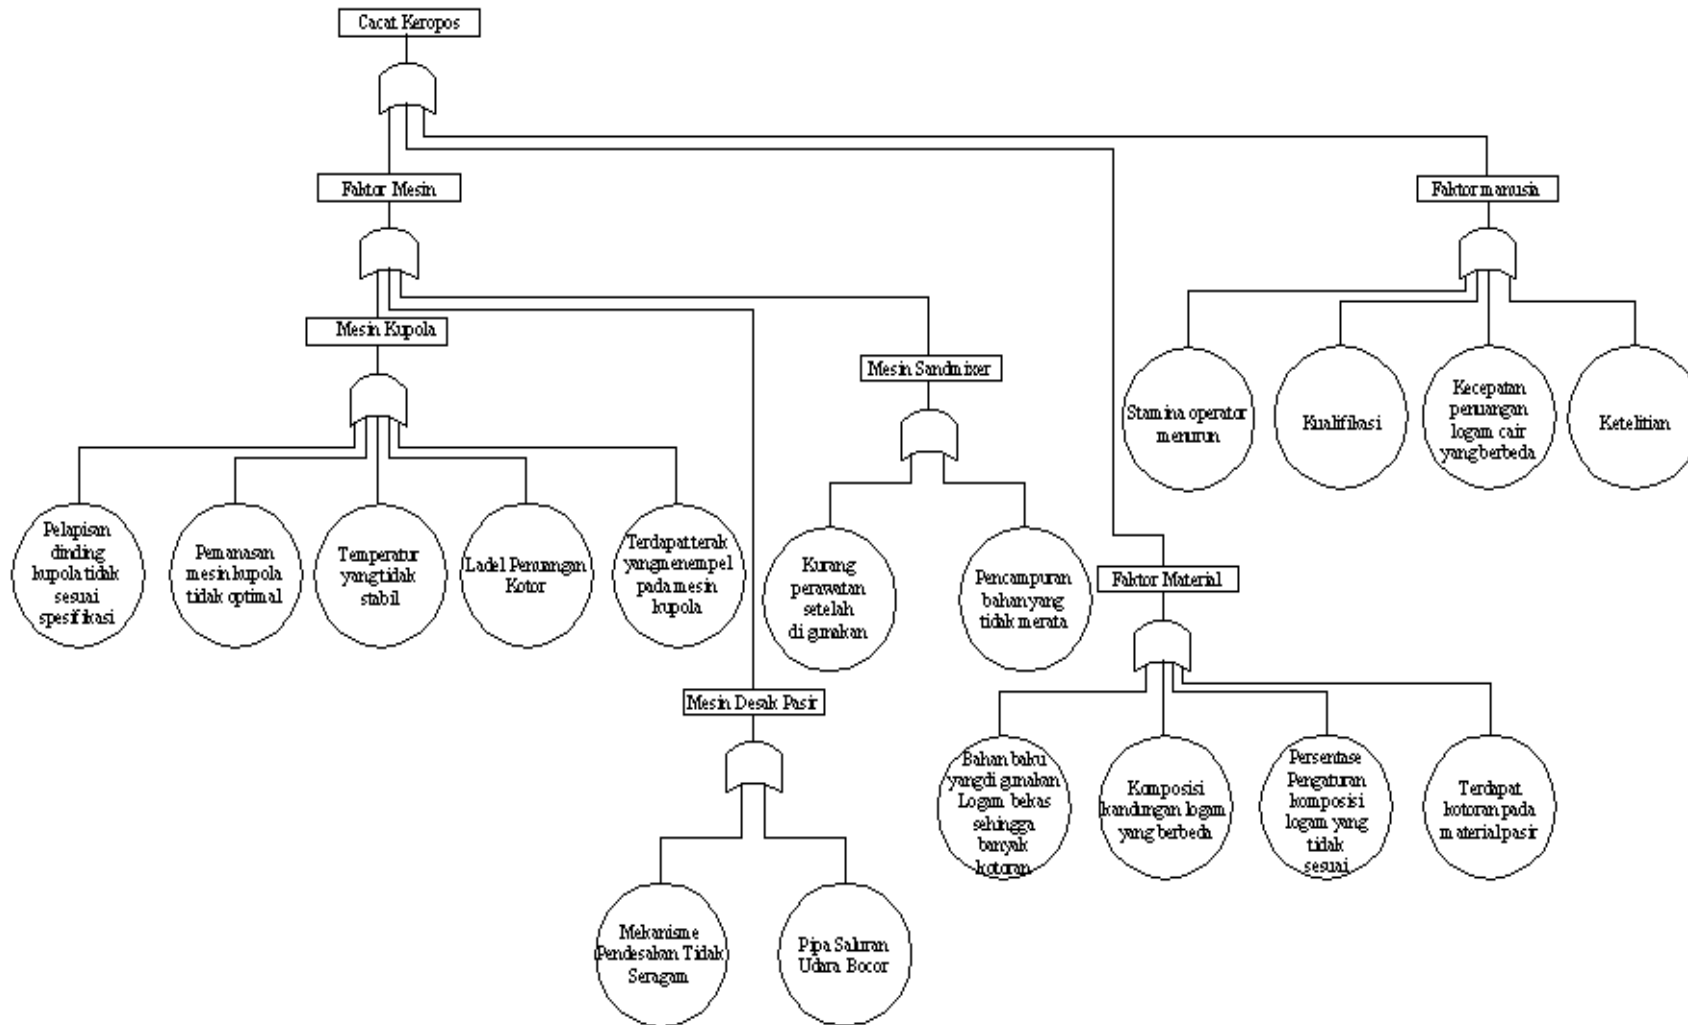 Cacat Keropos
Faktor Mesin
Faktor manusia
Mesin Kupola
Mesin Sandmixer
Stamina operator
menurun
Kualifikasi
Kecepatan
penuangan
logam cair
yang berbeda
Ketelitian
Pelapisan
dinding
kupola tidak
sesuai
spesifikasi
Pemanasan
mesin kupola
tidak optimal
Temperatur
yang tidak
stabil
Ladel Penuangan
Kotor
Terdapat terak
yang menempel
pada mesin
kupola
Kurang
perawatan
setelah
di gunakan
Pencampuran
bahan yang
tidak merata
Faktor Material
Mesin Desak Pasir
Bahan baku
yang di gunakan
Logam bekas
sehingga
banyak
kotoran
Komposisi
kandungan logam
yang berbeda
Persentase
Pengaturan
komposisi
logam yang
tidak
sesuai
Terdapat
kotoran pada
material pasir
Mekanisme
Pendesakan Tidak
Seragam
Pipa Saluran
Udara Bocor